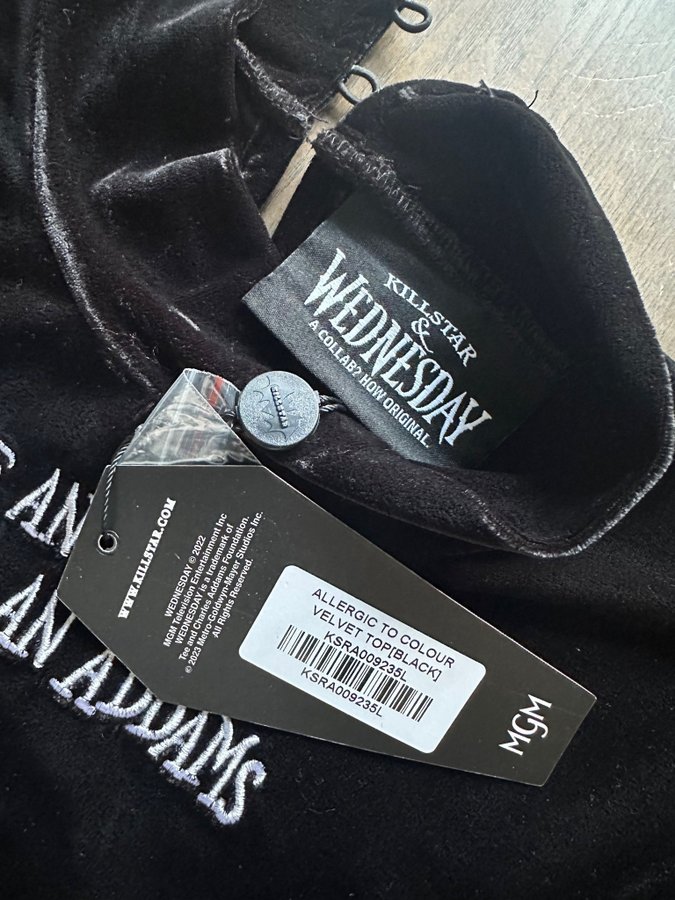 KILLSTAR
&
WEDNESDAY
A COLLAB? HOW ORIGINAL.
KILLSTAR
AN
AN ADDAMS
WWW.KILLSTAR.COM
WEDNESDAY © 2022
MGM Television Entertainment Inc
WEDNESDAY is a trademark of
Tee and Charles Addams Foundation.
© 2023 Metro-Goldwyn-Mayer Studios Inc.
All Rights Reserved.
ALLERGIC TO COLOUR
VELVET TOP[BLACK]
KSRA009235L
KSRA009235L
MGM